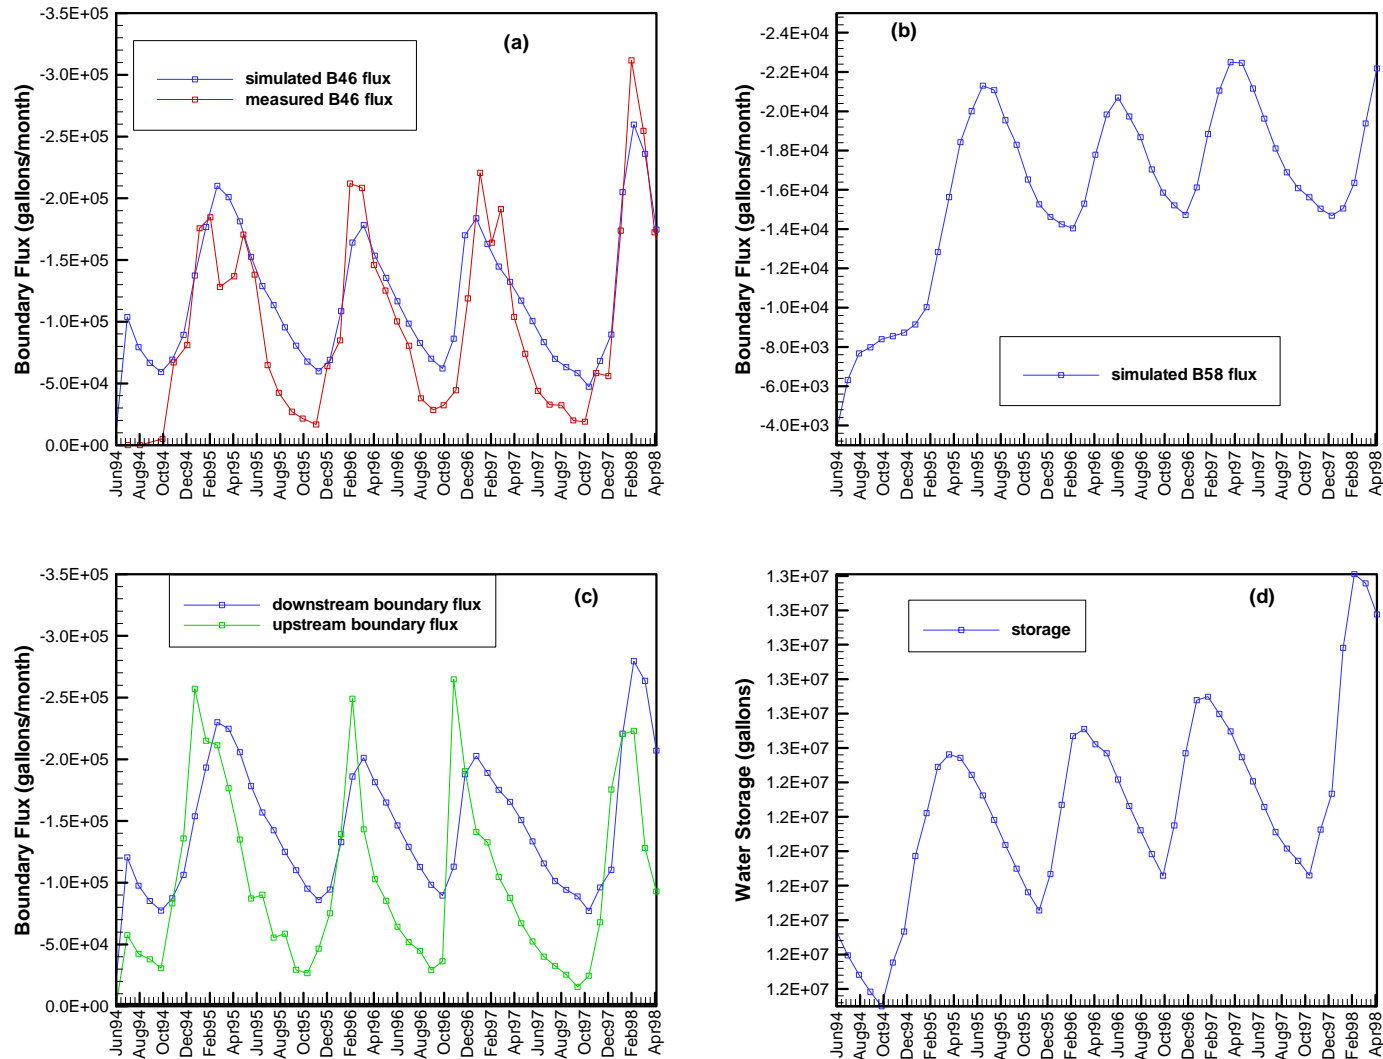 (a)
simulated B46 flux
measured B46 flux
Boundary Flux (gallons/month)
-3.5E+05
-3.0E+05
-2.5E+05
-2.0E+05
-1.5E+05
-1.0E+05
-5.0E+04
0.0E+00
Jun94
Aug94
Oct94
Dec94
Feb95
Apr95
Jun95
Aug95
Oct95
Dec95
Feb96
Apr96
Jun96
Aug96
Oct96
Dec96
Feb97
Apr97
Jun97
Aug97
Oct97
Dec97
Feb98
Apr98
(b)
simulated B58 flux
Boundary Flux (gallons/month)
-2.4E+04
-2.2E+04
-2.0E+04
-1.8E+04
-1.6E+04
-1.4E+04
-1.2E+04
-1.0E+04
-8.0E+03
-6.0E+03
-4.0E+03
Jun94
Aug94
Oct94
Dec94
Feb95
Apr95
Jun95
Aug95
Oct95
Dec95
Feb96
Apr96
Jun96
Aug96
Oct96
Dec96
Feb97
Apr97
Jun97
Aug97
Oct97
Dec97
Feb98
Apr98
(c)
downstream boundary flux
upstream boundary flux
Boundary Flux (gallons/month)
-3.5E+05
-3.0E+05
-2.5E+05
-2.0E+05
-1.5E+05
-1.0E+05
-5.0E+04
0.0E+00
Jun94
Aug94
Oct94
Dec94
Feb95
Apr95
Jun95
Aug95
Oct95
Dec95
Feb96
Apr96
Jun96
Aug96
Oct96
Dec96
Feb97
Apr97
Jun97
Aug97
Oct97
Dec97
Feb98
Apr98
(d)
storage
Water Storage (gallons)
1.3E+07
1.3E+07
1.3E+07
1.3E+07
1.3E+07
1.3E+07
1.2E+07
1.2E+07
1.2E+07
1.2E+07
1.2E+07
1.2E+07
1.2E+07
Jun94
Aug94
Oct94
Dec94
Feb95
Apr95
Jun95
Aug95
Oct95
Dec95
Feb96
Apr96
Jun96
Aug96
Oct96
Dec96
Feb97
Apr97
Jun97
Aug97
Oct97
Dec97
Feb98
Apr98